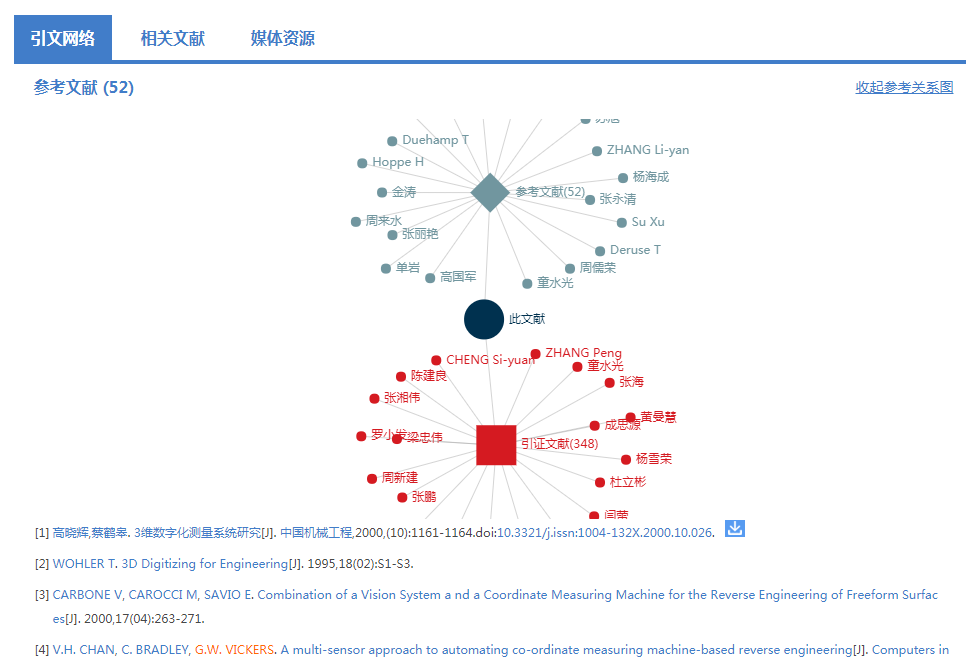 引文网络 相关文献 媒体资源
参考文献 (52) 收起参考关系图
Duehamp T
ZHANG Li-yan
Hoppe H
杨海成
金涛
参考文献(52)
张永清
周来水
Su Xu
张丽艳
Deruse T
单岩
周儒荣
高国军
童水光
此文献
ZHANG Peng
CHENG Si-yuan
童水光
陈建良
张海
张湘伟
黄曼慧
成思源
罗小发
梁忠伟
引证文献(348)
杨雪荣
周新建
杜立彬
张鹏
闫荣
[1] 高晓辉,蔡鹤皋. 3维数字化测量系统研究[J]. 中国机械工程,2000,(10):1161-1164.doi:10.3321/j.issn:1004-132X.2000.10.026.
[2] WOHLER T. 3D Digitizing for Engineering[J]. 1995,18(02):S1-S3.
[3] CARBONE V, CAROCCI M, SAVIO E. Combination of a Vision System a nd a Coordinate Measuring Machine for the Reverse Engineering of Freeform Surfac
es[J]. 2000,17(04):263-271.
[4] V.H. CHAN, C. BRADLEY, G.W. VICKERS. A multi-sensor approach to automating co-ordinate measuring machine-based reverse engineering[J]. Computers in